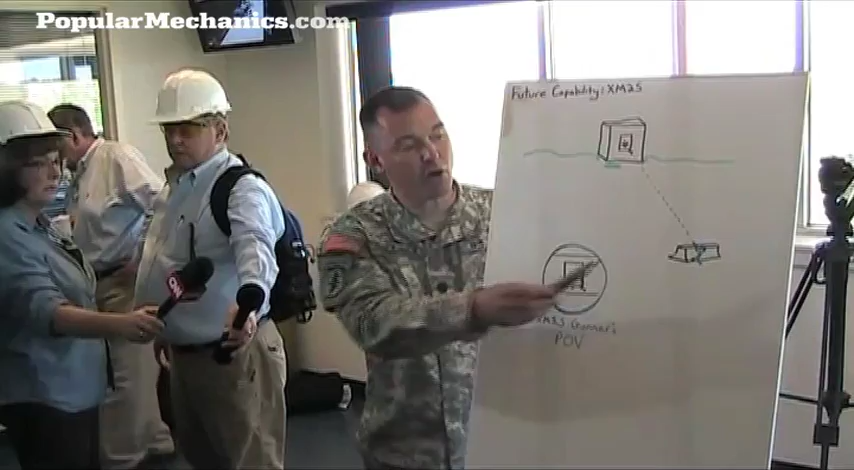 PopularMechanics.com
Future Capability: XM25
XM25 Gunner's
POV